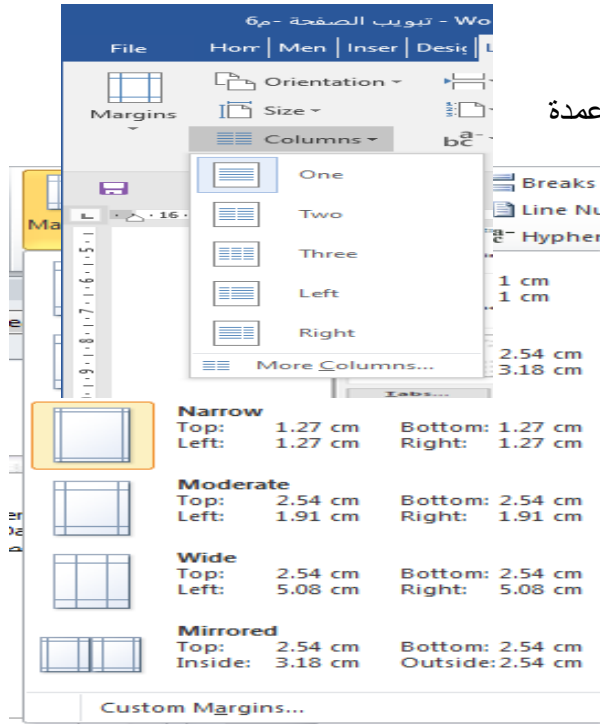 تبويب الصفحة -م6 - Wo
File Hom Men Inser Desig L
Orientation
Margins
Size
عمدة
Columns
One
Breaks
Two
Line Nu
Ma
L 16
Hypher
Three
1 cm
Left
1 cm
Right
2.54 cm
More Columns...
3.18 cm
Tabs...
Narrow
Top: 1.27 cm Bottom: 1.27 cm
Left: 1.27 cm Right: 1.27 cm
Moderate
Top: 2.54 cm Bottom: 2.54 cm
Left: 1.91 cm Right: 1.91 cm
Wide
Top: 2.54 cm Bottom: 2.54 cm
Left: 5.08 cm Right: 5.08 cm
Mirrored
Top: 2.54 cm Bottom: 2.54 cm
Inside: 3.18 cm Outside: 2.54 cm
Custom Margins...